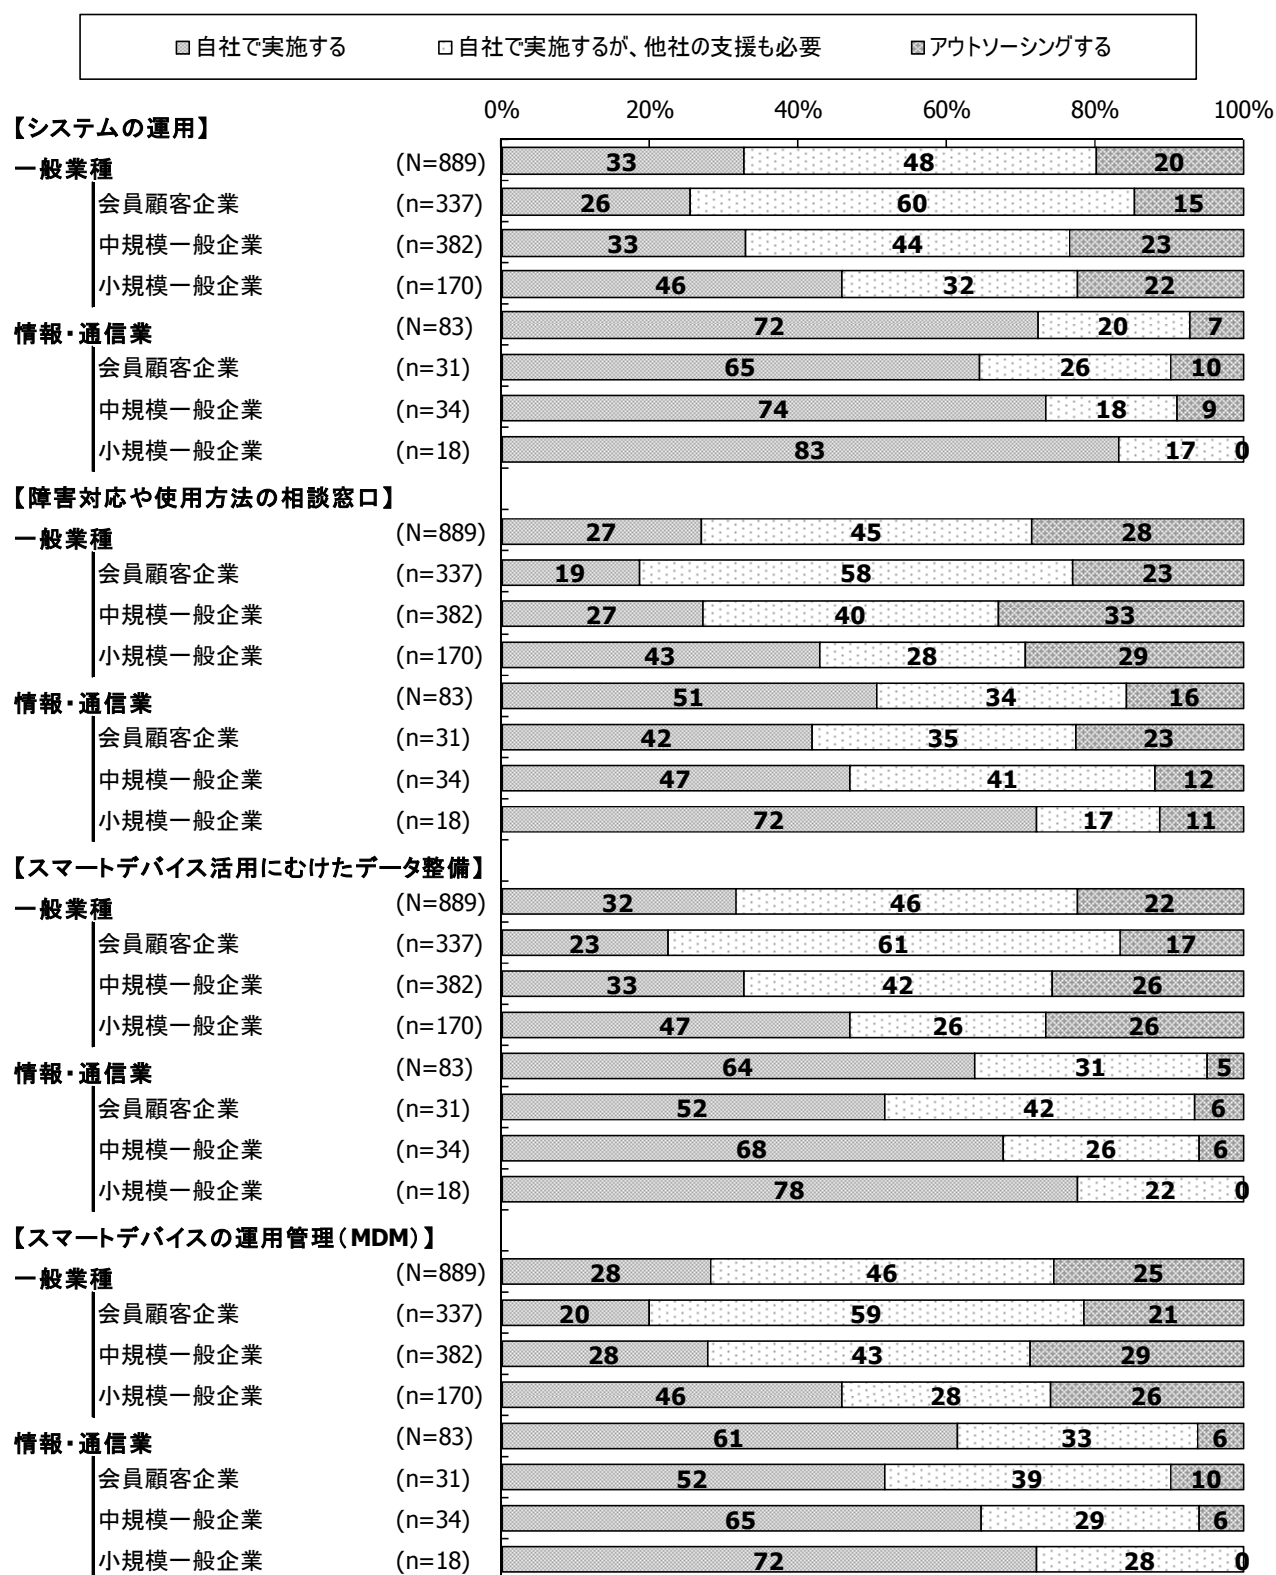 自社で実施する 自社で実施するが、他社の支援も必要 アウトソーシングする
0% 20% 40% 60% 80% 100%
【システムの運用】
一般業種 (N=889) 33 48 20
会員顧客企業 (n=337) 26 60 15
中規模一般企業 (n=382) 33 44 23
小規模一般企業 (n=170) 46 32 22
情報・通信業 (N=83) 72 20 7
会員顧客企業 (n=31) 65 26 10
中規模一般企業 (n=34) 74 18 9
小規模一般企業 (n=18) 83 17 0
【障害対応や使用方法の相談窓口】
一般業種 (N=889) 27 45 28
会員顧客企業 (n=337) 19 58 23
中規模一般企業 (n=382) 27 40 33
小規模一般企業 (n=170) 43 28 29
情報・通信業 (N=83) 51 34 16
会員顧客企業 (n=31) 42 35 23
中規模一般企業 (n=34) 47 41 12
小規模一般企業 (n=18) 72 17 11
【スマートデバイス活用にむけたデータ整備】
一般業種 (N=889) 32 46 22
会員顧客企業 (n=337) 23 61 17
中規模一般企業 (n=382) 33 42 26
小規模一般企業 (n=170) 47 26 26
情報・通信業 (N=83) 64 31 5
会員顧客企業 (n=31) 52 42 6
中規模一般企業 (n=34) 68 26 6
小規模一般企業 (n=18) 78 22 0
【スマートデバイスの運用管理（MDM）】
一般業種 (N=889) 28 46 25
会員顧客企業 (n=337) 20 59 21
中規模一般企業 (n=382) 28 43 29
小規模一般企業 (n=170) 46 28 26
情報・通信業 (N=83) 61 33 6
会員顧客企業 (n=31) 52 39 10
中規模一般企業 (n=34) 65 29 6
小規模一般企業 (n=18) 72 28 0